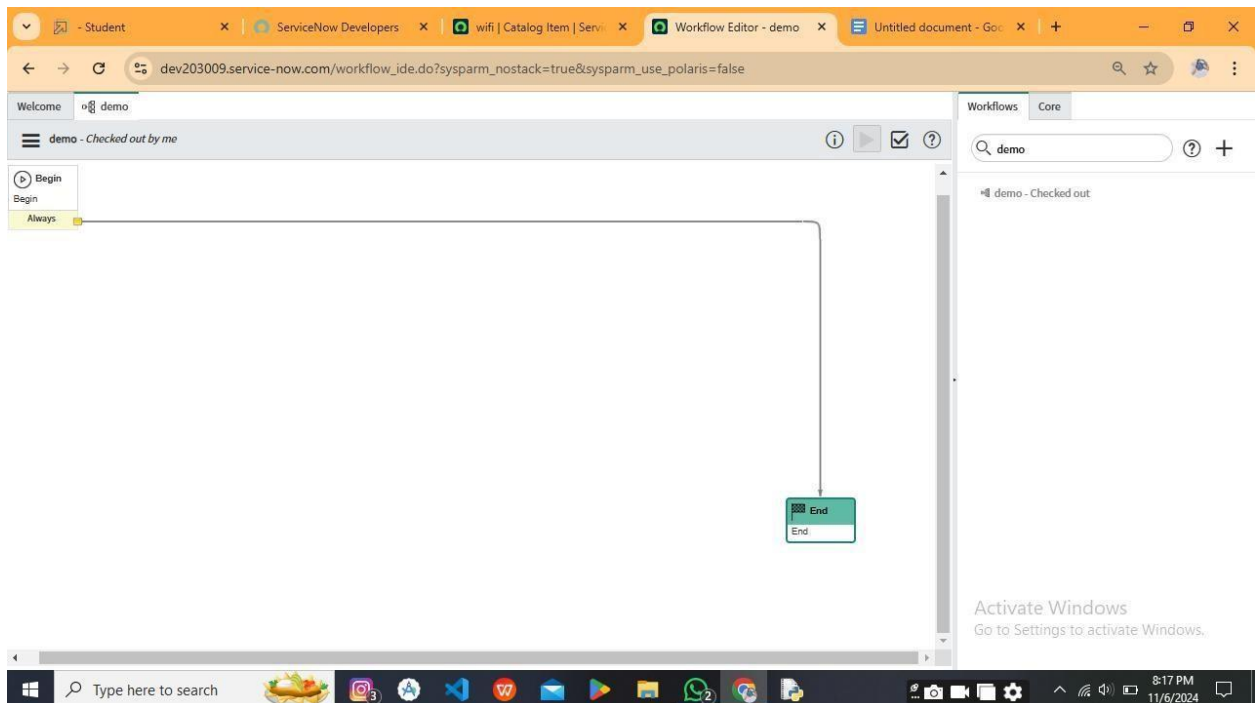 - Student
ServiceNow Developers
wifi | Catalog Item | Servi
Workflow Editor - demo
Untitled document - Goo
dev203009.service-now.com/workflow_ide.do?sysparm_nostack=true&sysparm_use_polaris=false
Welcome
demo
Workflows
Core
demo - Checked out by me
demo
Begin
Begin
Always
demo - Checked out
End
End
Activate Windows
Go to Settings to activate Windows.
Type here to search
3
2
8:17 PM
11/6/2024